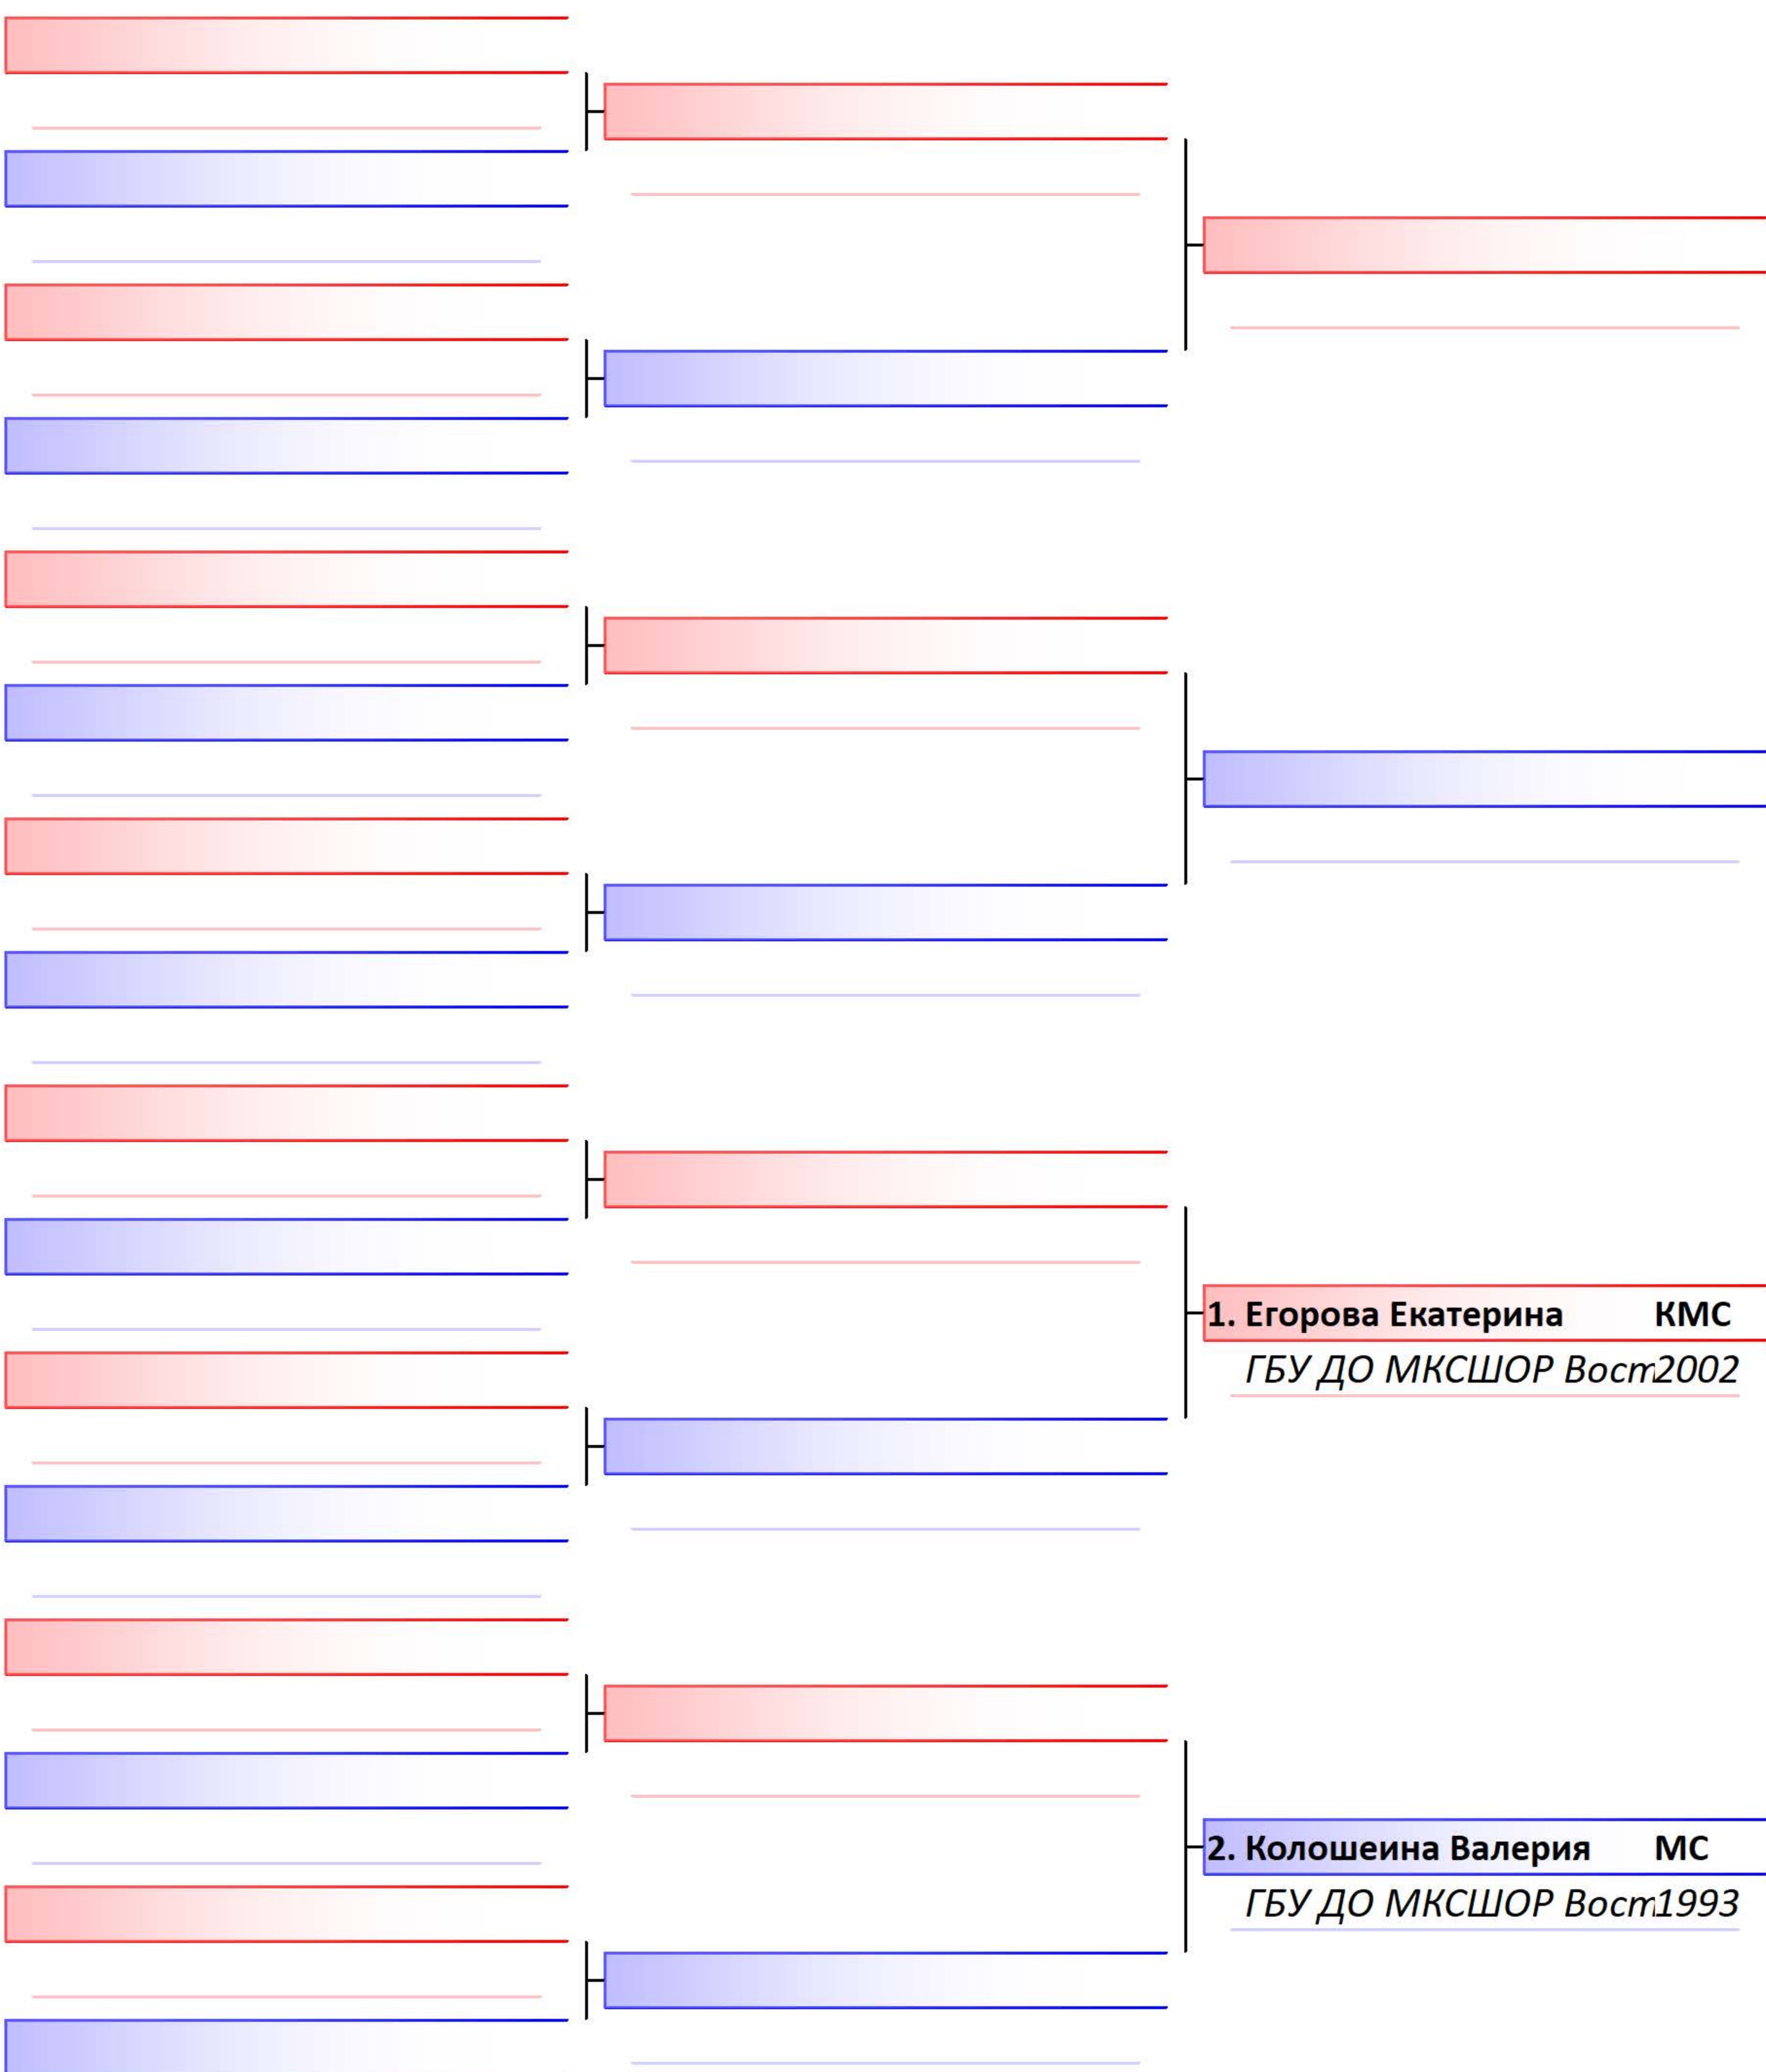 1. Егорова Екатерина КМС
ГБУ ДО МКСШОР Вост2002
2. Колошеина Валерия МС
ГБУ ДО МКСШОР Вост1993